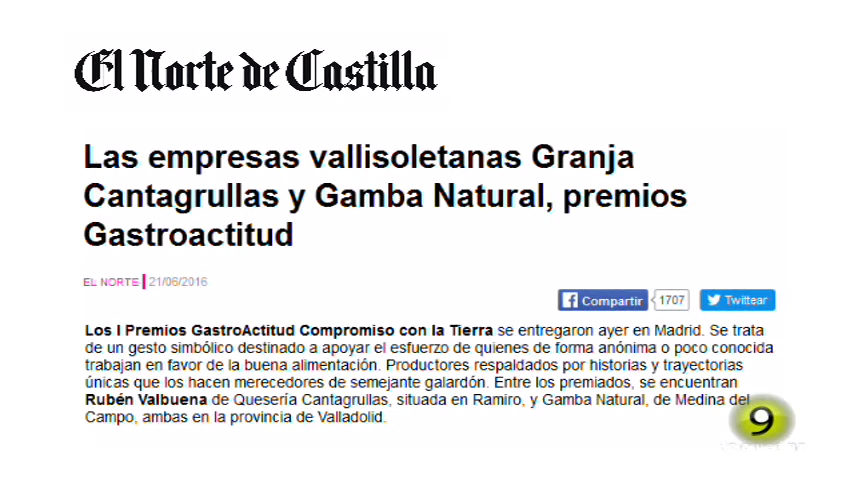 El Norte de Castilla
Las empresas vallisoletanas Granja
Cantagrullas y Gamba Natural, premios
Gastroactitud
EL NORTE 21/06/2016
Compartir 1707 Twittear
Los I Premios GastroActitud Compromiso con la Tierra se entregaron ayer en Madrid. Se trata
de un gesto simbólico destinado a apoyar el esfuerzo de quienes de forma anónima o poco conocida
trabajan en favor de la buena alimentación. Productores respaldados por historias y trayectorias
únicas que los hacen merecedores de semejante galardón. Entre los premiados, se encuentran
Rubén Valbuena de Quesería Cantagrullas, situada en Ramiro, y Gamba Natural, de Medina del
Campo, ambas en la provincia de Valladolid.
9